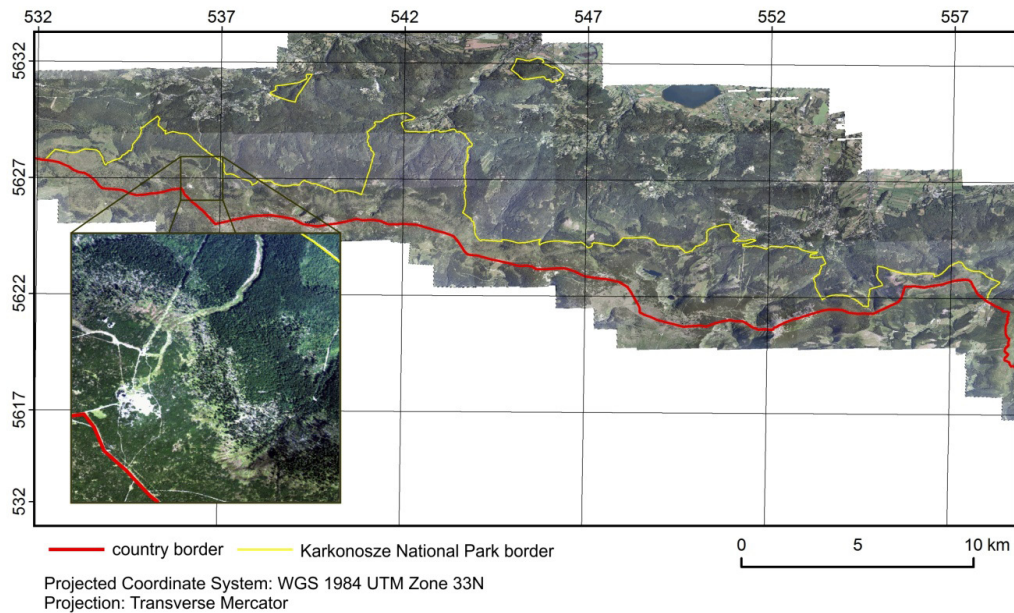 532 537 542 547 552 557
5632
5627
5622
5617
532
country border Karkonosze National Park border
0 5 10 km
Projected Coordinate System: WGS 1984 UTM Zone 33N
Projection: Transverse Mercator